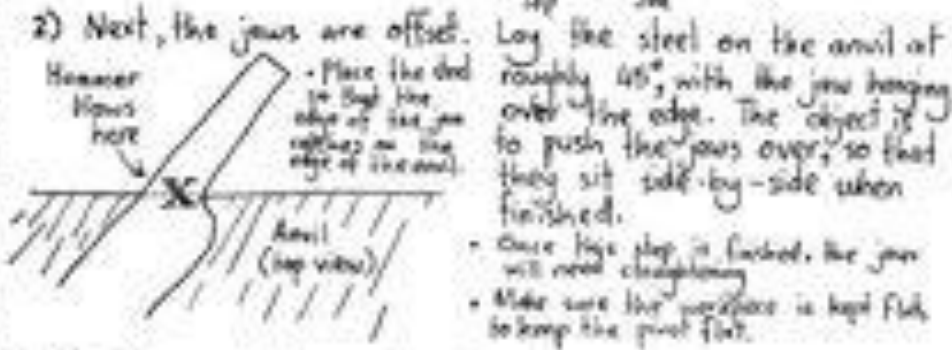 2) Next, the jaws are offset.
Hammer
blows
here
• Place the steel
so that the
edge of the jaw
catches on the
edge of the anvil.
X
Anvil
(top view)
Lay the steel on the anvil at
roughly 45°, with the jaw hanging
over the edge. The object is
to push the jaws over, so that
they sit side-by-side when
finished.
• Once this step is finished, the jaw
will need straightening
• Make sure the workpiece is kept flat,
to keep the pivot flat.